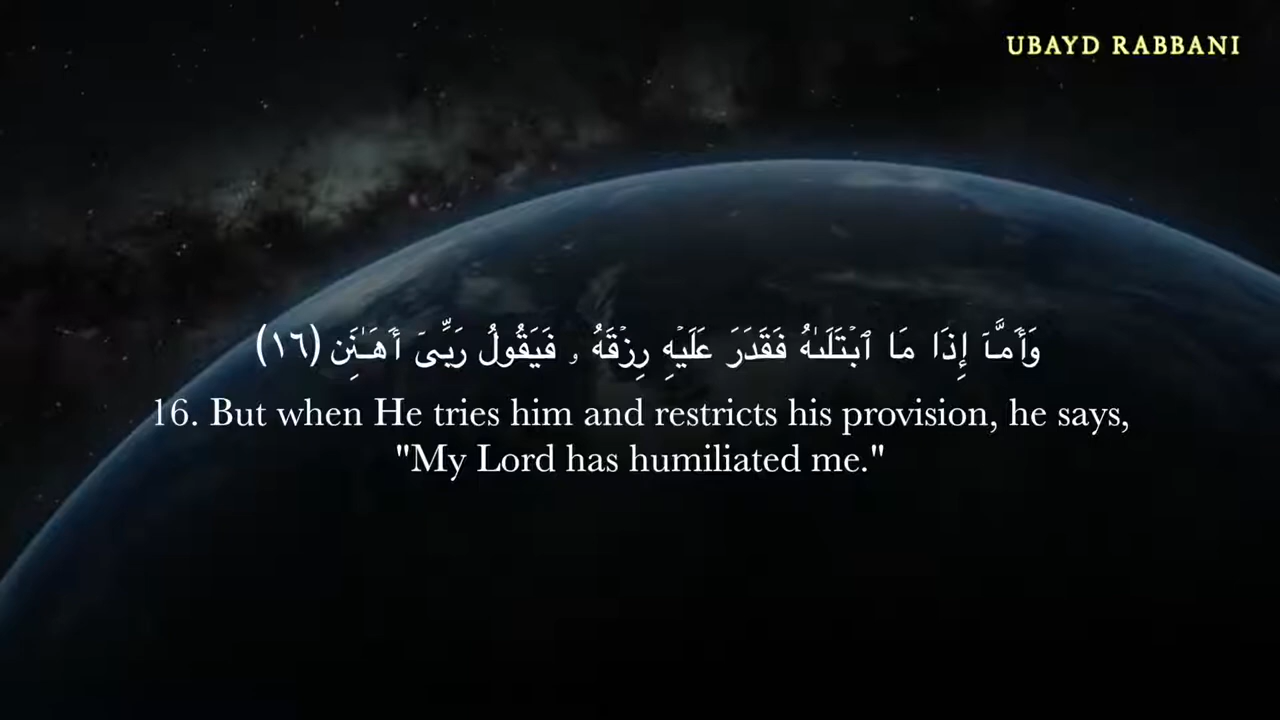 UBAYD RABBANI
وَأَمَّآ إِذَا مَا ٱبْتَلَىٰهُ فَقَدَرَ عَلَيْهِ رِزْقَهُۥ فَيَقُولُ رَبِّىٓ أَهَـٰنَنِ (١٦)
16. But when He tries him and restricts his provision, he says,
"My Lord has humiliated me."